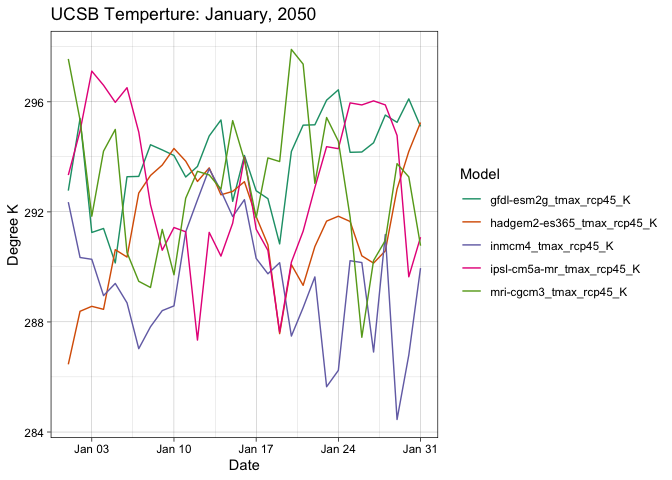 UCSB Temperture: January, 2050
296
292
288
284
Degree K
Jan 03 Jan 10 Jan 17 Jan 24 Jan 31
Date
Model
gfdl-esm2g_tmax_rcp45_K
hadgem2-es365_tmax_rcp45_K
inmcm4_tmax_rcp45_K
ipsl-cm5a-mr_tmax_rcp45_K
mri-cgcm3_tmax_rcp45_K